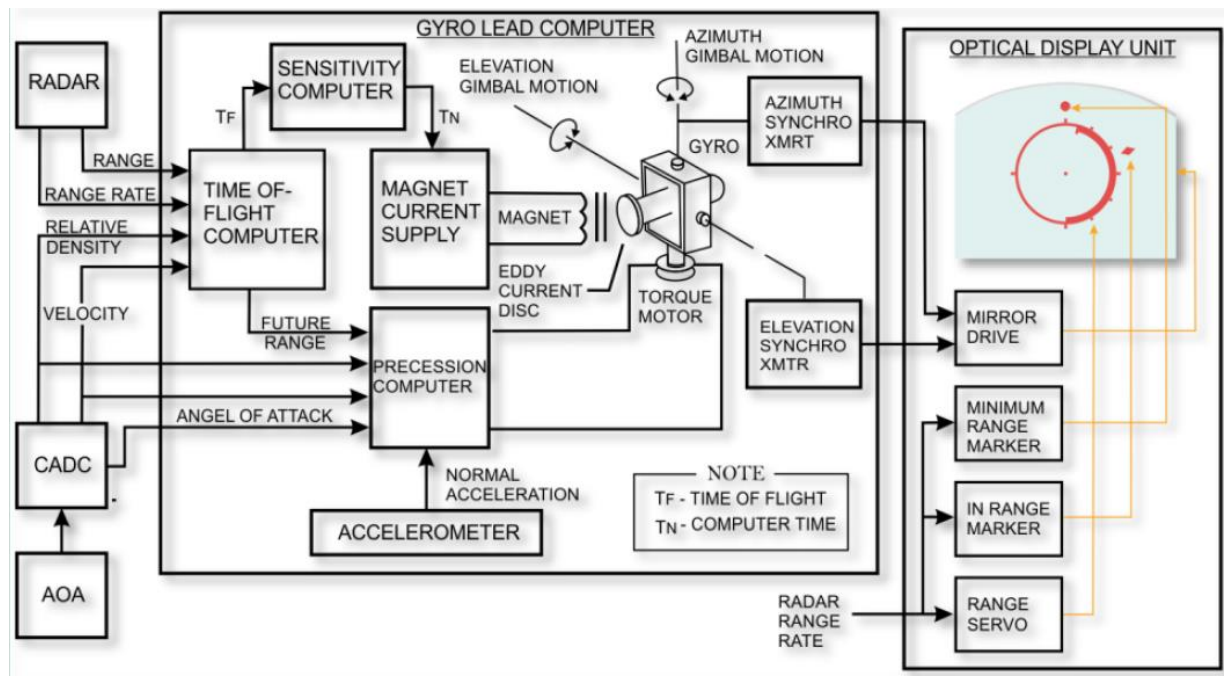 GYRO LEAD COMPUTER
RADAR
SENSITIVITY
COMPUTER
TF
TN
ELEVATION
GIMBAL MOTION
AZIMUTH
GIMBAL MOTION
AZIMUTH
SYNCHRO
XMRT
GYRO
RANGE
RANGE RATE
RELATIVE
DENSITY
VELOCITY
TIME OF-
FLIGHT
COMPUTER
MAGNET
CURRENT
SUPPLY
MAGNET
EDDY
CURRENT
DISC
TORQUE
MOTOR
FUTURE
RANGE
PRECESSION
COMPUTER
ELEVATION
SYNCHRO
XMTR
ANGEL OF ATTACK
CADC
NORMAL
ACCELERATION
ACCELEROMETER
AOA
NOTE
TF - TIME OF FLIGHT
TN - COMPUTER TIME
RADAR
RANGE
RATE
OPTICAL DISPLAY UNIT
MIRROR
DRIVE
MINIMUM
RANGE
MARKER
IN RANGE
MARKER
RANGE
SERVO